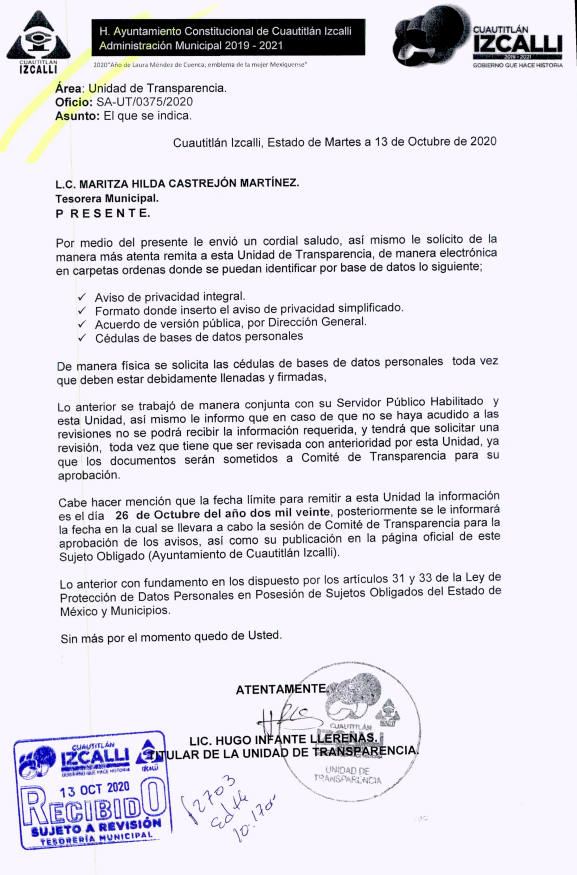 H. Ayuntamiento Constitucional de Cuautitlán Izcalli
Administración Municipal 2019 - 2021
2020"Año de Laura Méndez de Cuenca; emblema de la mujer Mexiquense"
CUAUTITLÁN
IZCALLI
CUAUTITLÁN
IZCALLI
2019 - 2021
GOBIERNO QUE HACE HISTORIA
Área: Unidad de Transparencia.
Oficio: SA-UT/0375/2020
Asunto: El que se indica.
Cuautitlán Izcalli, Estado de Martes a 13 de Octubre de 2020
L.C. MARITZA HILDA CASTREJÓN MARTÍNEZ.
Tesorera Municipal.
P R E S E N T E.
Por medio del presente le envió un cordial saludo, así mismo le solicito de la
manera más atenta remita a esta Unidad de Transparencia, de manera electrónica
en carpetas ordenas donde se puedan identificar por base de datos lo siguiente;
✓ Aviso de privacidad integral.
✓ Formato donde inserto el aviso de privacidad simplificado.
✓ Acuerdo de versión pública, por Dirección General.
✓ Cédulas de bases de datos personales
De manera física se solicita las cédulas de bases de datos personales toda vez
que deben estar debidamente llenadas y firmadas,
Lo anterior se trabajó de manera conjunta con su Servidor Público Habilitado y
esta Unidad, así mismo le informo que en caso de que no se haya acudido a las
revisiones no se podrá recibir la información requerida, y tendrá que solicitar una
revisión, toda vez que tiene que ser revisada con anterioridad por esta Unidad, ya
que los documentos serán sometidos a Comité de Transparencia para su
aprobación.
Cabe hacer mención que la fecha límite para remitir a esta Unidad la información
es el día 26 de Octubre del año dos mil veinte, posteriormente se le informará
la fecha en la cual se llevara a cabo la sesión de Comité de Transparencia para la
aprobación de los avisos, así como su publicación en la página oficial de este
Sujeto Obligado (Ayuntamiento de Cuautitlán Izcalli).
Lo anterior con fundamento en los dispuesto por los artículos 31 y 33 de la Ley de
Protección de Datos Personales en Posesión de Sujetos Obligados del Estado de
México y Municipios.
Sin más por el momento quedo de Usted.
ATENTAMENTE.
LIC. HUGO INFANTE LLEREÑAS.
TITULAR DE LA UNIDAD DE TRANSPARENCIA.
CUAUTITLÁN
IZCALLI
UNIDAD DE
TRANSPARENCIA
CUAUTITLÁN
IZCALLI
GOBIERNO QUE HACE HISTORIA
IZCALLI
13 OCT 2020
RECIBIDO
SUJETO A REVISIÓN
TESORERÍA MUNICIPAL